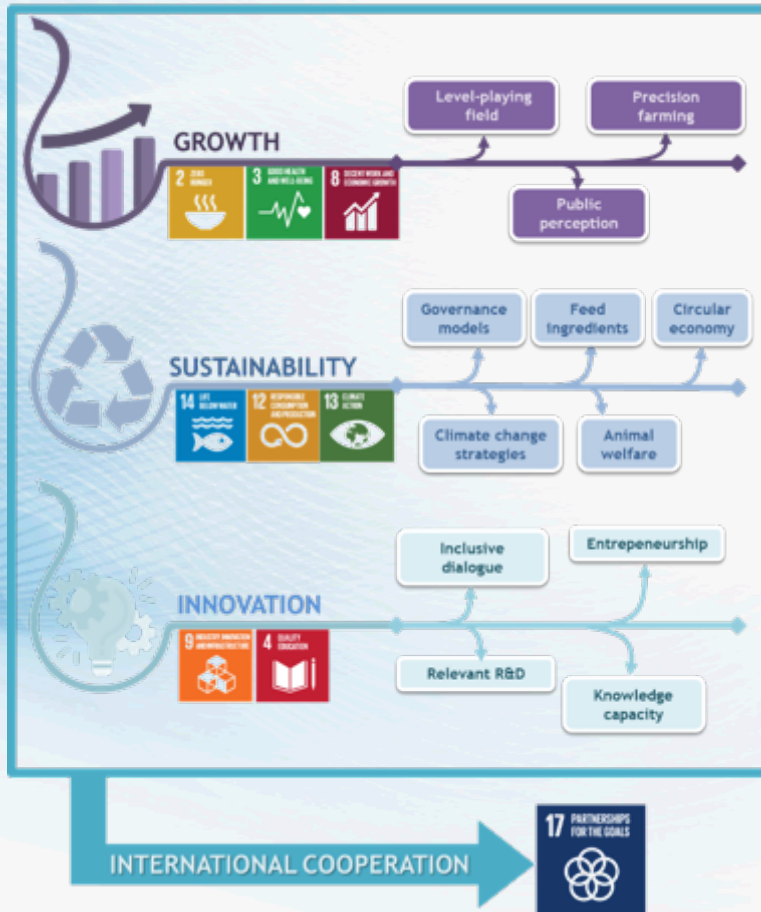 Level-playing
field
Precision
farming
GROWTH
2 ZERO
HUNGER
3 GOOD HEALTH
AND WELL-BEING
8 DECENT WORK AND
ECONOMIC GROWTH
Public
perception
Governance
models
Feed
ingredients
Circular
economy
SUSTAINABILITY
14 LIFE
BELOW WATER
12 RESPONSIBLE
CONSUMPTION
AND PRODUCTION
13 CLIMATE
ACTION
Climate change
strategies
Animal
welfare
Inclusive
dialogue
Entrepeneurship
INNOVATION
9 INDUSTRY, INNOVATION
AND INFRASTRUCTURE
4 QUALITY
EDUCATION
Relevant R&D
Knowledge
capacity
17 PARTNERSHIPS
FOR THE GOALS
INTERNATIONAL COOPERATION